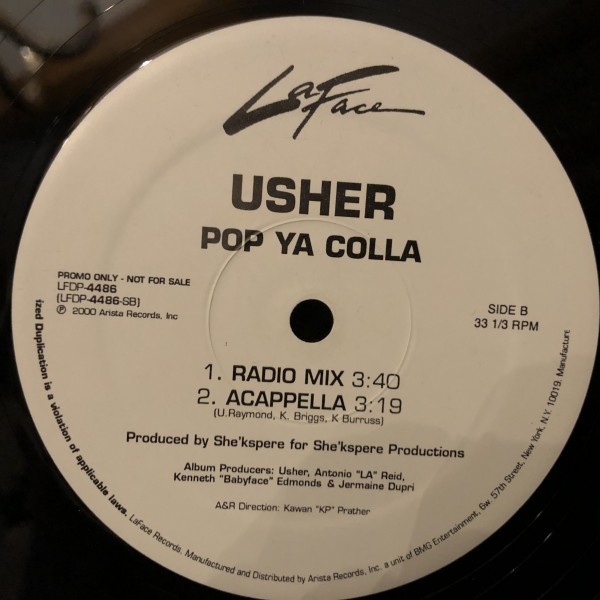 LaFace
USHER
POP YA COLLA
PROMO ONLY - NOT FOR SALE
LFDP-4486
(LFDP-4486-SB)
℗ 2000 Arista Records, Inc
SIDE B
33 1/3 RPM
1. RADIO MIX 3:40
2. ACAPPELLA 3:19
(U.Raymond, K. Briggs, K Burruss)
Produced by She'kspere for She'kspere Productions
Album Producers: Usher, Antonio "LA" Reid,
Kenneth "Babyface" Edmonds & Jermaine Dupri
A&R Direction: Kawan "KP" Prather
ized Duplication is a violation of applicable laws. LaFace Records. Manufactured and Distributed by Arista Records, Inc. a unit of BMG Entertainment, 6w. 57th Street, New York, N.Y. 10019. Manufacture